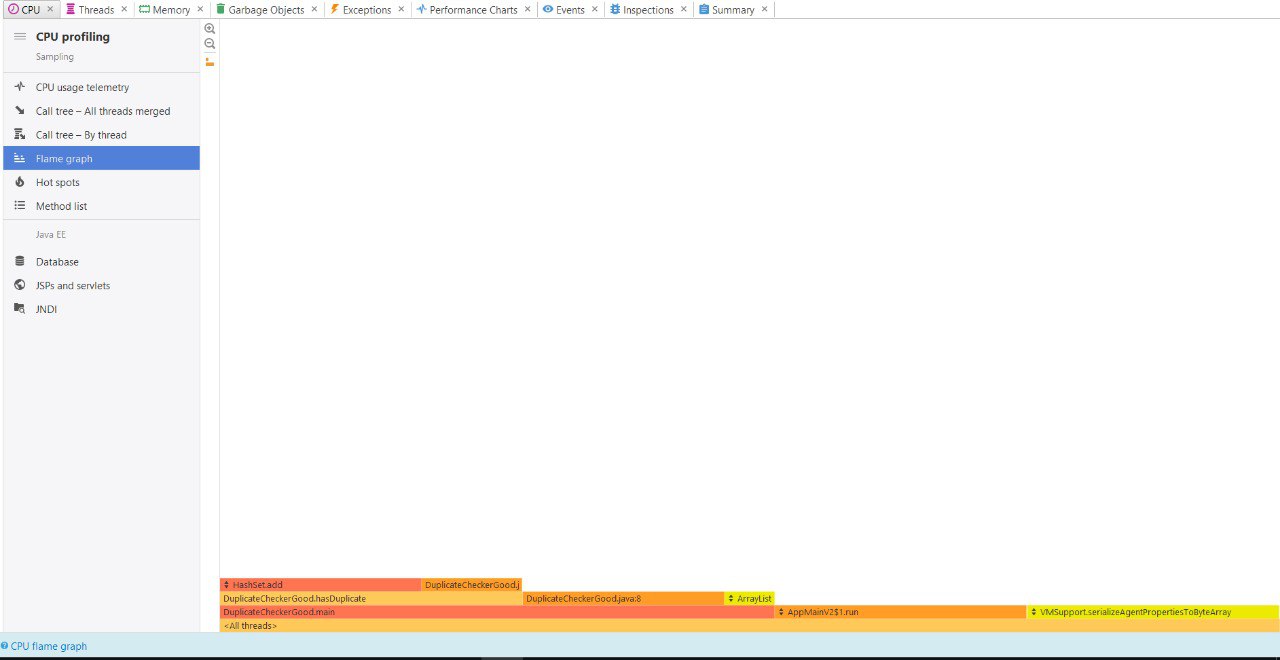 CPU × Threads × Memory × Garbage Objects × Exceptions × Performance Charts × Events × Inspections × Summary ×
CPU profiling
Sampling
CPU usage telemetry
Call tree – All threads merged
Call tree – By thread
Flame graph
Hot spots
Method list
Java EE
Database
JSPs and servlets
JNDI
HashSet:add DuplicateCheckerGood.j
DuplicateCheckerGood.hasDuplicate DuplicateCheckerGood.java:8 ArrayList
DuplicateCheckerGood.main AppMainV2$1.run VMSupport.serializeAgentPropertiesToByteArray
<All threads>
CPU flame graph